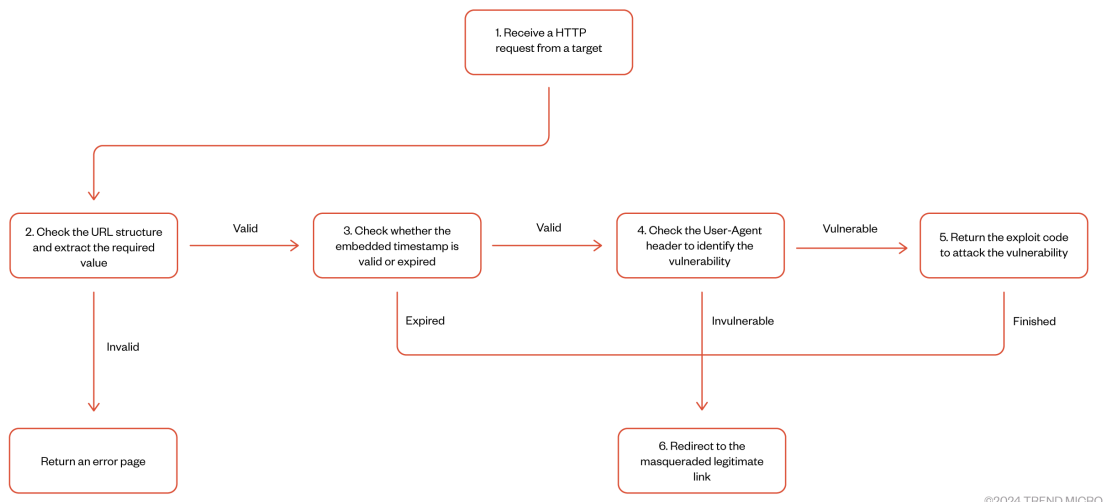 1. Receive a HTTP
request from a target
2. Check the URL structure
and extract the required
value
Valid
3. Check whether the
embedded timestamp is
valid or expired
Valid
4. Check the User-Agent
header to identify the
vulnerability
Vulnerable
5. Return the exploit code
to attack the vulnerability
Invalid
Expired
Invulnerable
Finished
Return an error page
6. Redirect to the
masqueraded legitimate
link
©2024 TREND MICRO